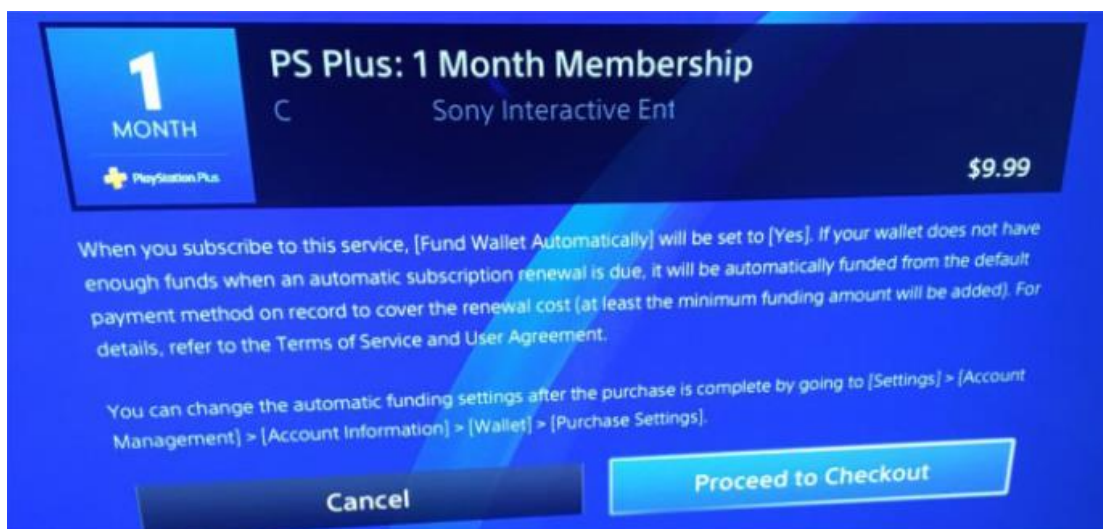 1
MONTH
PlayStation Plus
PS Plus: 1 Month Membership
C Sony Interactive Ent
$9.99
When you subscribe to this service, [Fund Wallet Automatically] will be set to [Yes]. If your wallet does not have
enough funds when an automatic subscription renewal is due, it will be automatically funded from the default
payment method on record to cover the renewal cost (at least the minimum funding amount will be added). For
details, refer to the Terms of Service and User Agreement.
You can change the automatic funding settings after the purchase is complete by going to [Settings] > [Account
Management] > [Account Information] > [Wallet] > [Purchase Settings].
Cancel
Proceed to Checkout